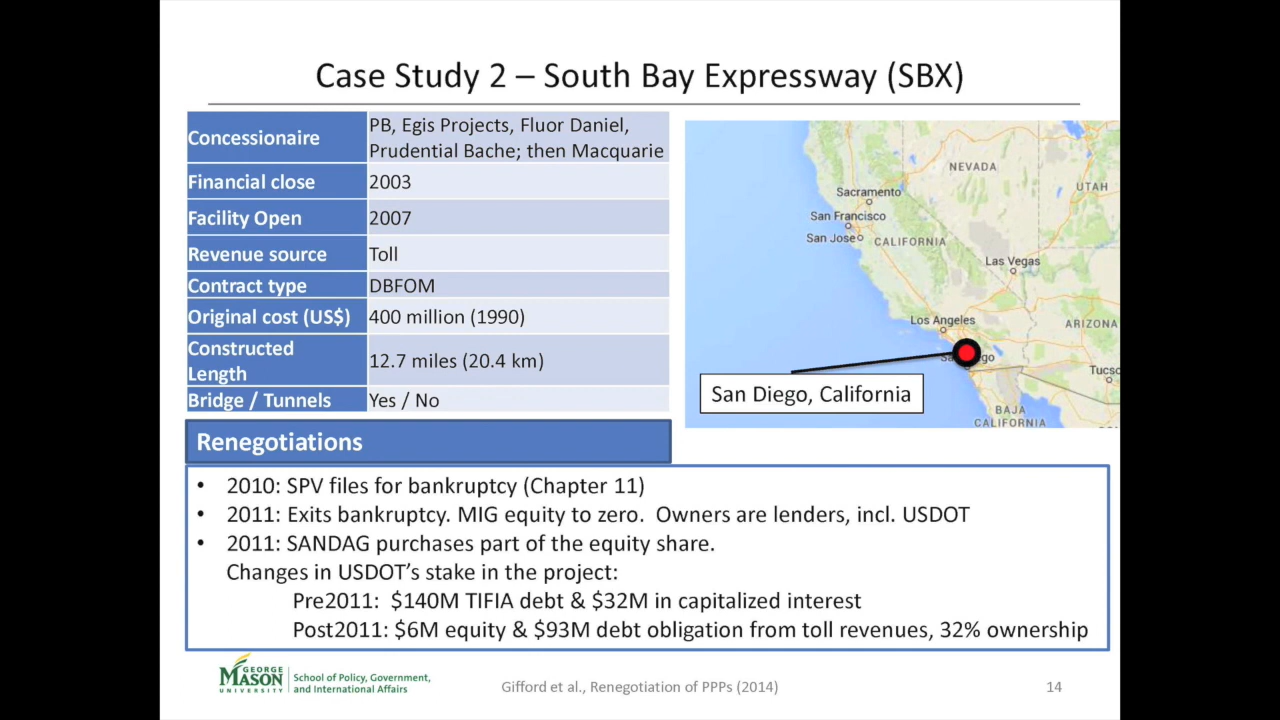 Case Study 2 – South Bay Expressway (SBX)
Concessionaire
PB, Egis Projects, Fluor Daniel,
Prudential Bache; then Macquarie
Financial close
2003
Facility Open
2007
Revenue source
Toll
Contract type
DBFOM
Original cost (US$)
400 million (1990)
Constructed
Length
12.7 miles (20.4 km)
Bridge / Tunnels
Yes / No
NEVADA
UTAH
Sacramento
San Francisco
San Jose
CALIFORNIA
Las Vegas
Los Angeles
ARIZONA
San Diego, California
BAJA
CALIFORNIA
Renegotiations
• 2010: SPV files for bankruptcy (Chapter 11)
• 2011: Exits bankruptcy. MIG equity to zero. Owners are lenders, incl. USDOT
• 2011: SANDAG purchases part of the equity share.
Changes in USDOT's stake in the project:
Pre2011: $140M TIFIA debt & $32M in capitalized interest
Post2011: $6M equity & $93M debt obligation from toll revenues, 32% ownership
GEORGE
MASON
UNIVERSITY
School of Policy, Government,
and International Affairs
Gifford et al., Renegotiation of PPPs (2014)
14